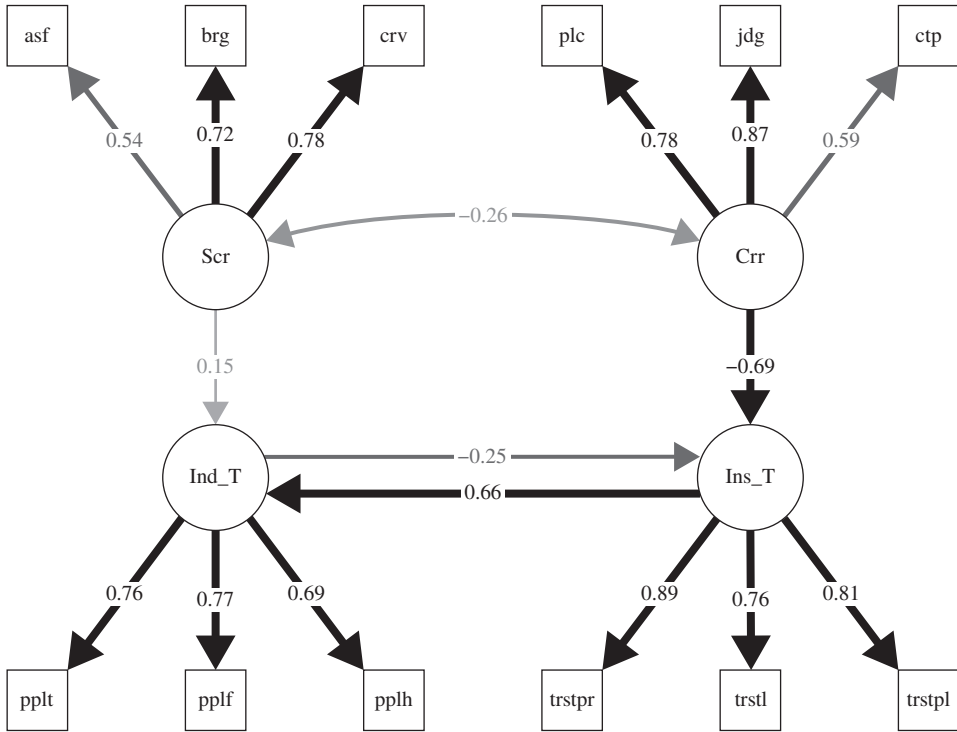 asf
brg
crv
plc
jdg
ctp
0.54
0.72
0.78
0.78
0.87
0.59
−0.26
Scr
Crr
0.15
−0.69
−0.25
Ind_T
Ins_T
0.66
0.76
0.77
0.69
0.89
0.76
0.81
pplt
pplf
pplh
trstpr
trstl
trstpl